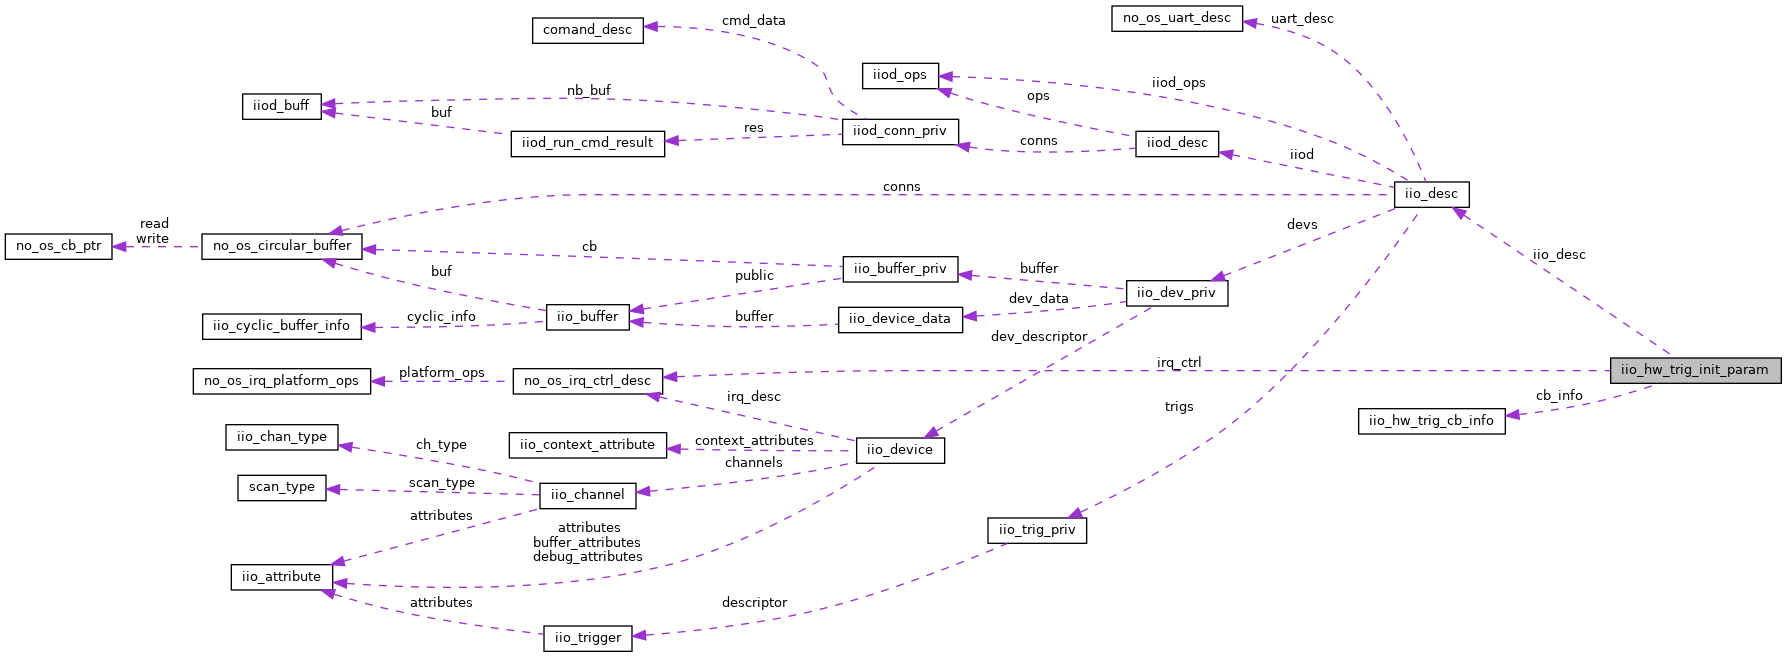 no_os_uart_desc
uart_desc
cmd_data
comand_desc
iiod_ops
iiod_ops
nb_buf
ops
iiod_buff
buf
res
iiod_conn_priv
conns
iiod_desc
iiod_run_cmd_result
iiod
conns
iio_desc
read
write
no_os_cb_ptr
no_os_circular_buffer
cb
devs
iio_desc
buf
public
iio_buffer_priv
buffer
iio_dev_priv
cyclic_info
iio_buffer
buffer
iio_device_data
dev_data
iio_cyclic_buffer_info
dev_descriptor
irq_ctrl
iio_hw_trig_init_param
no_os_irq_platform_ops
platform_ops
no_os_irq_ctrl_desc
irq_desc
cb_info
trigs
iio_hw_trig_cb_info
iio_chan_type
ch_type
iio_context_attribute
context_attributes
iio_device
channels
scan_type
scan_type
iio_channel
attributes
attributes
buffer_attributes
debug_attributes
iio_trig_priv
iio_attribute
attributes
descriptor
iio_trigger